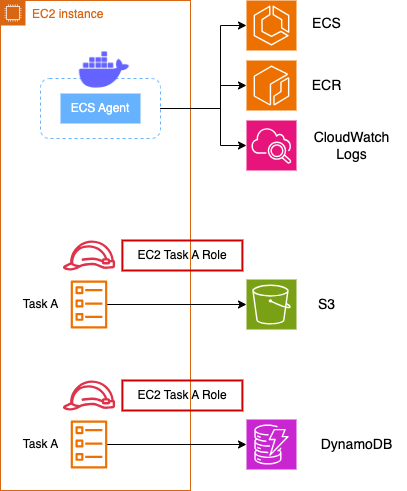 EC2 instance
ECS
ECS Agent
ECR
CloudWatch
Logs
EC2 Task A Role
Task A
S3
EC2 Task A Role
Task A
DynamoDB